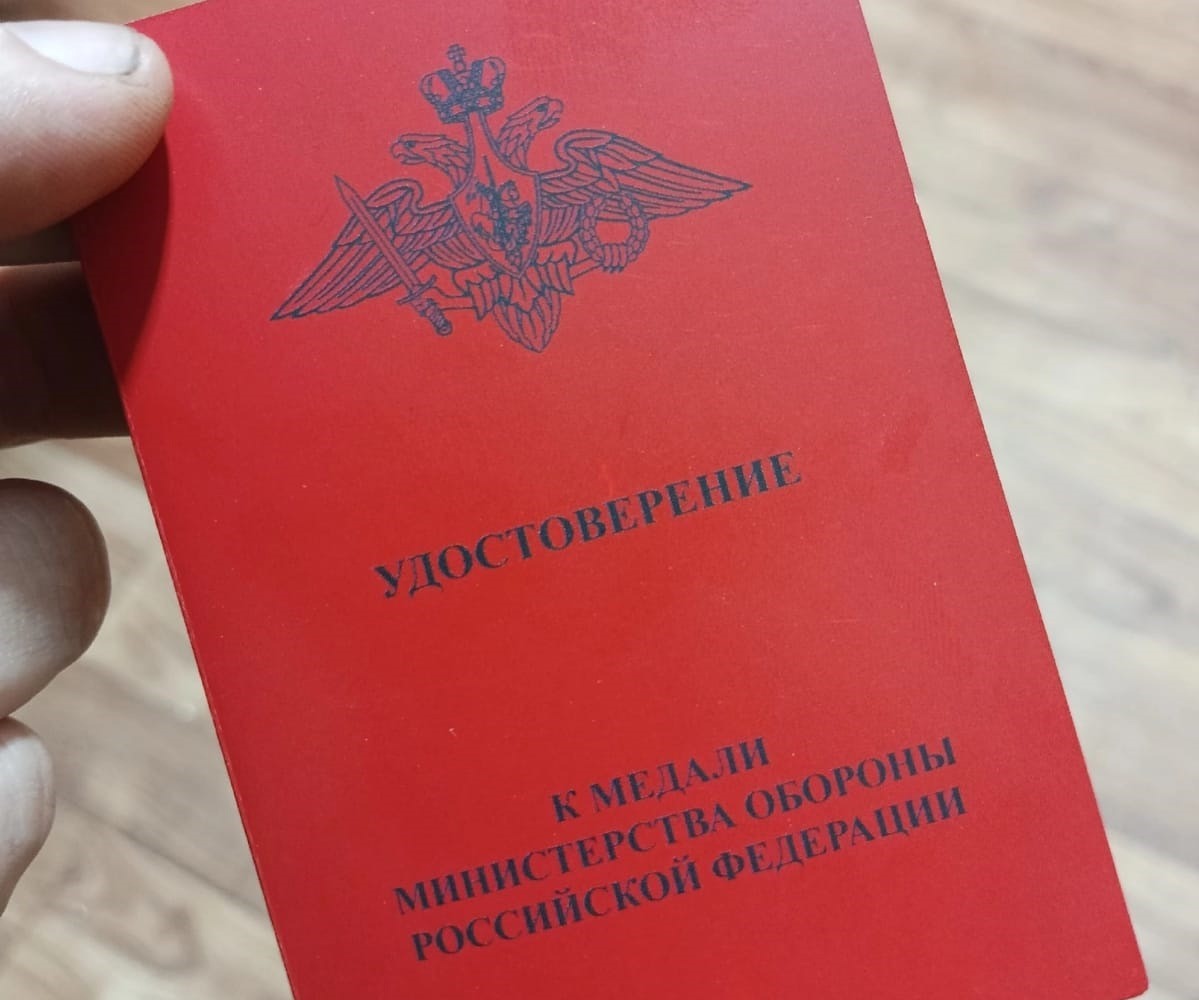 УДОСТОВЕРЕНИЕ
К МЕДАЛИ
МИНИСТЕРСТВА ОБОРОНЫ
РОССИЙСКОЙ ФЕДЕРАЦИИ